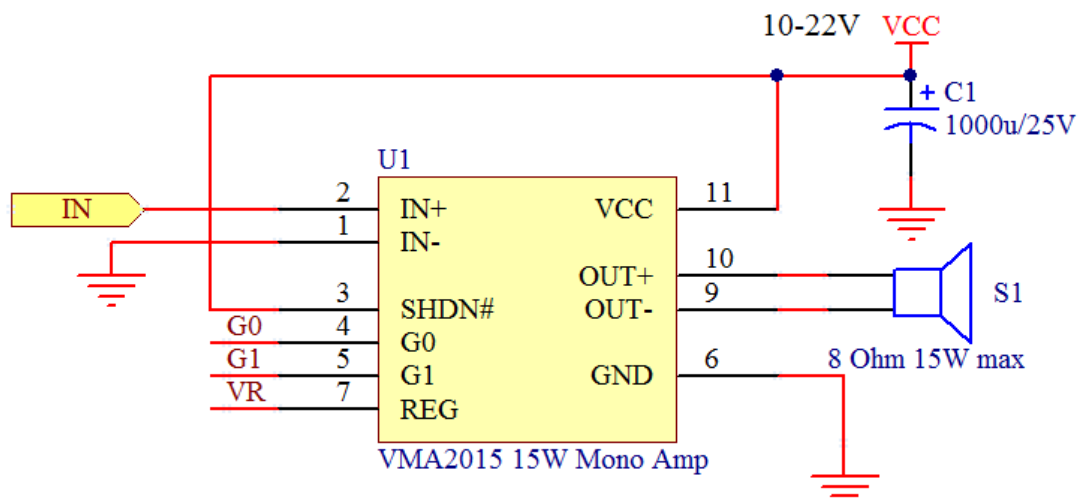 10-22V VCC
+ C1
1000u/25V
U1
IN 2 IN+ VCC 11
1 IN-
OUT+ 10
3 SHDN# OUT- 9 S1
G0 4 G0
G1 5 G1 GND 6 8 Ohm 15W max
VR 7 REG
VMA2015 15W Mono Amp